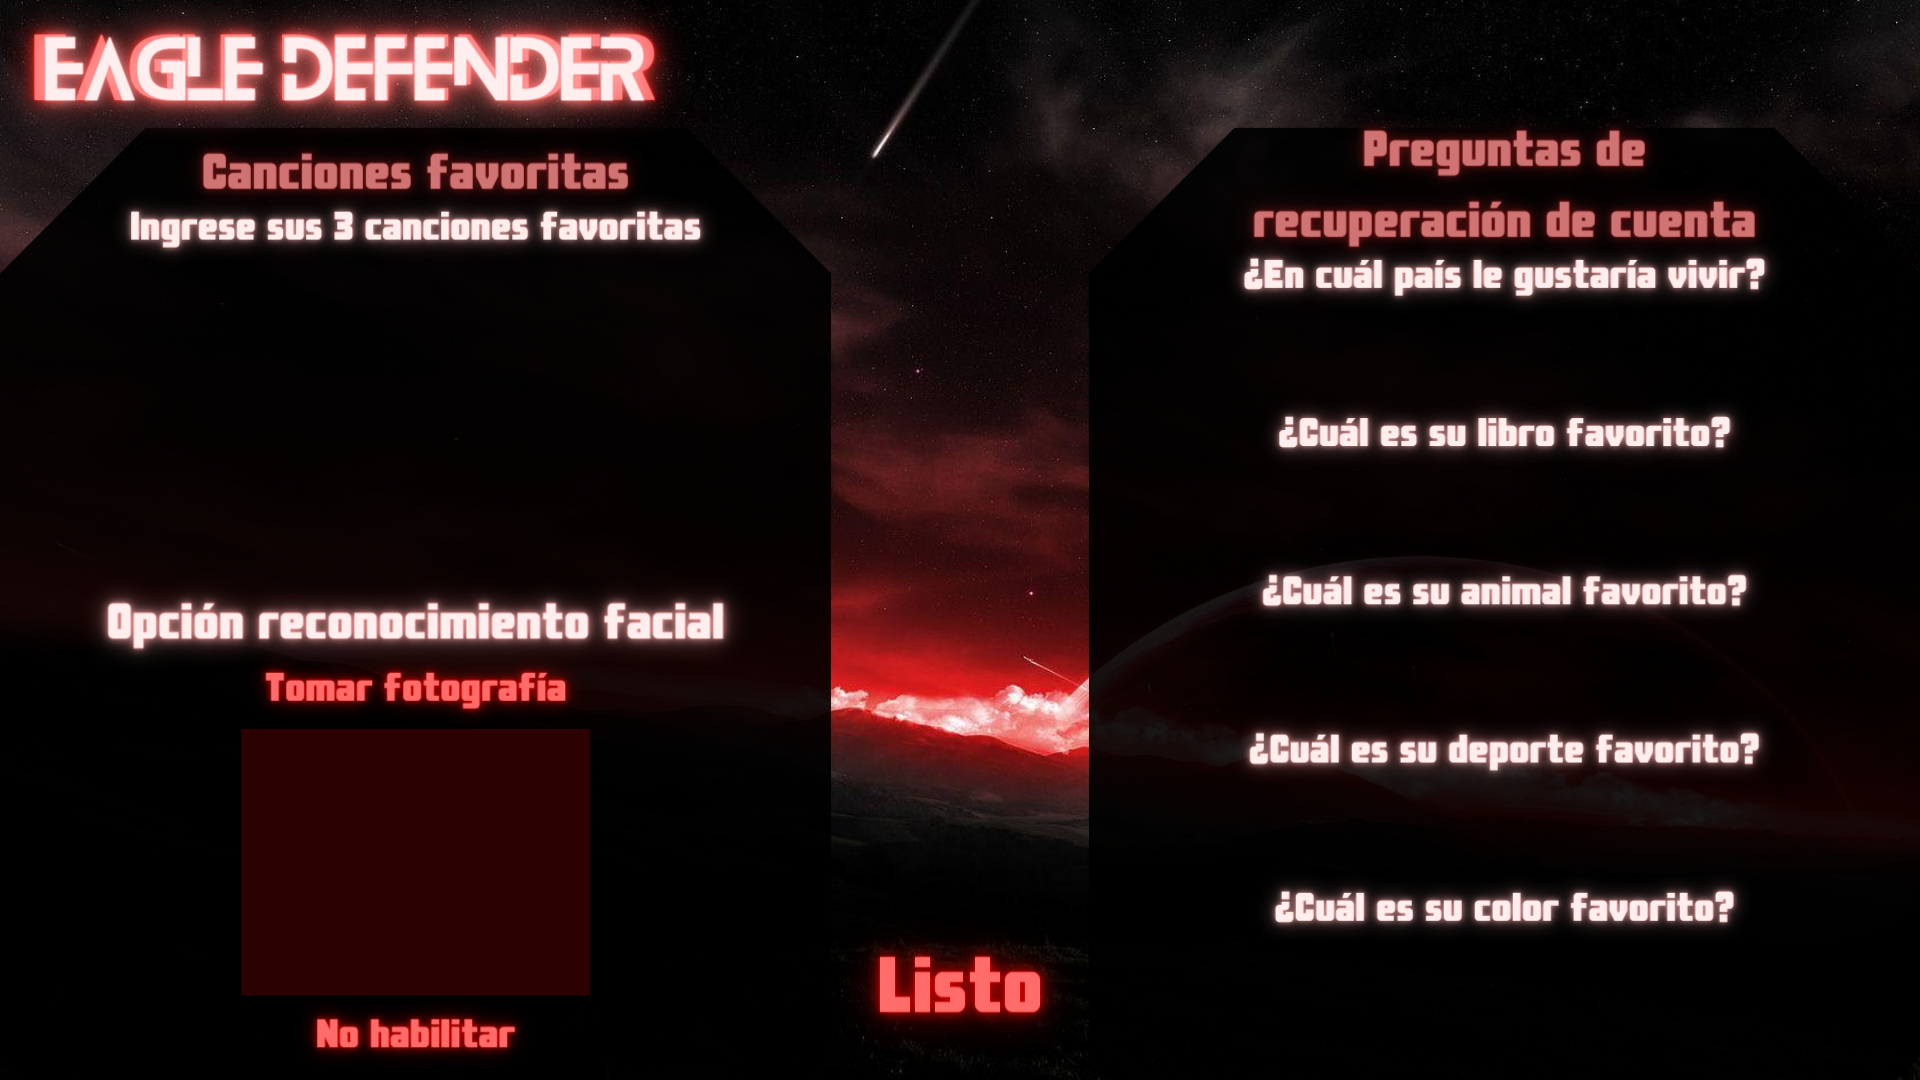 EAGLE DEFENDER
Canciones favoritas
Ingrese sus 3 canciones favoritas
Opción reconocimiento facial
Tomar fotografía
No habilitar
Listo
Preguntas de
recuperación de cuenta
¿En cuál país le gustaría vivir?
¿Cuál es su libro favorito?
¿Cuál es su animal favorito?
¿Cuál es su deporte favorito?
¿Cuál es su color favorito?